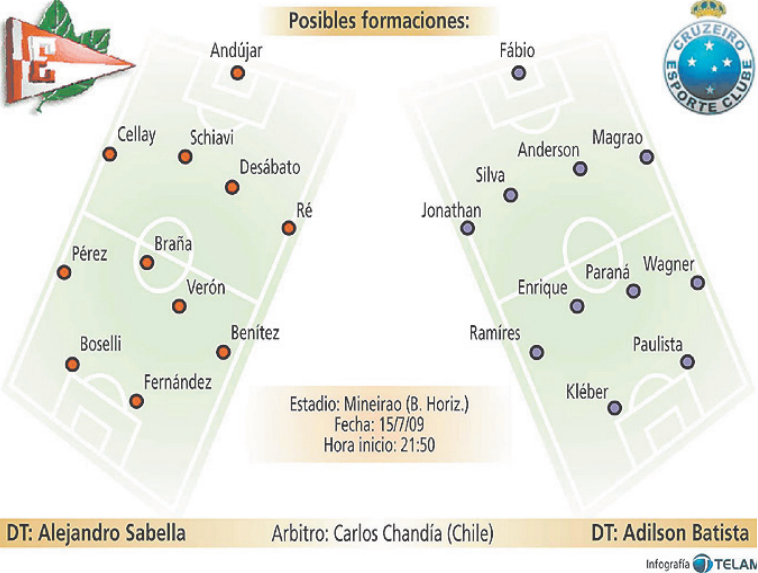 Posibles formaciones:
Andújar
Cellay
Schiavi
Desábato
Ré
Pérez
Braña
Verón
Benítez
Boselli
Fernández
CRUZEIRO
ESPORTE CLUBE
Fábio
Magrao
Anderson
Silva
Jonathan
Wagner
Paraná
Enrique
Ramíres
Paulista
Kléber
Estadio: Mineirao (B. Horiz.)
Fecha: 15/7/09
Hora inicio: 21:50
DT: Alejandro Sabella
Arbitro: Carlos Chandía (Chile)
DT: Adilson Batista
Infografía TELAM